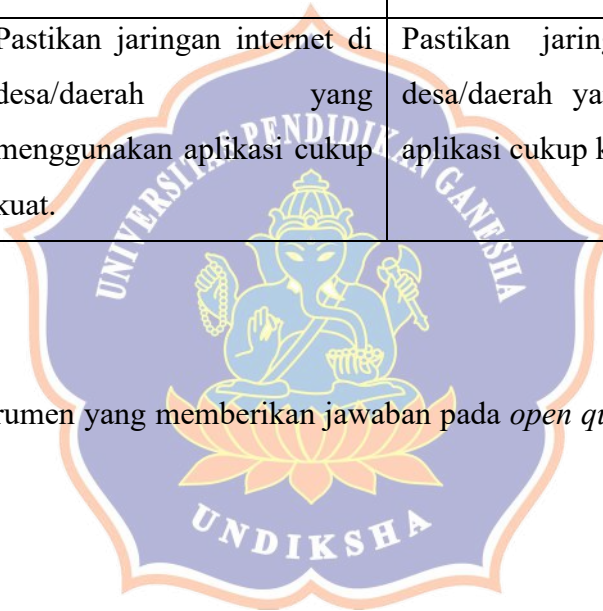 Pastikan jaringan internet di
desa/daerah yang
menggunakan aplikasi cukup
kuat.
Pastikan
desa/daerah
aplikasi cukup
UNIVERSITAS PENDIDIKAN GANESHA
yang memberikan jawaban pada open
UNDIKSHA